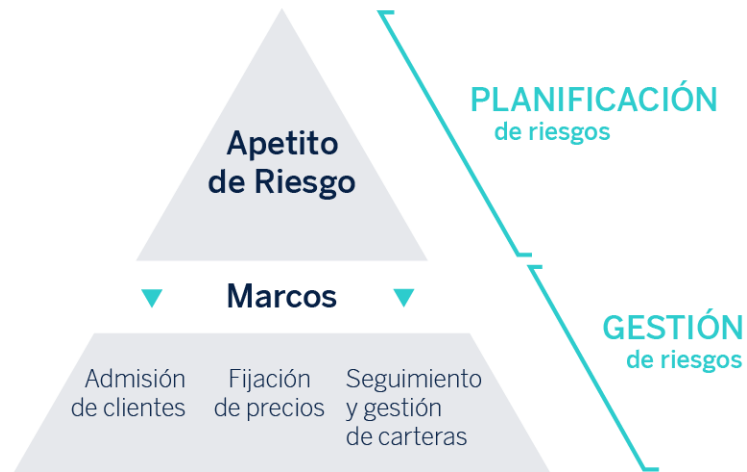 PLANIFICACIÓN
de riesgos
Apetito
de Riesgo
Marcos
GESTIÓN
de riesgos
Admisión
de clientes
Fijación
de precios
Seguimiento
y gestión
de carteras